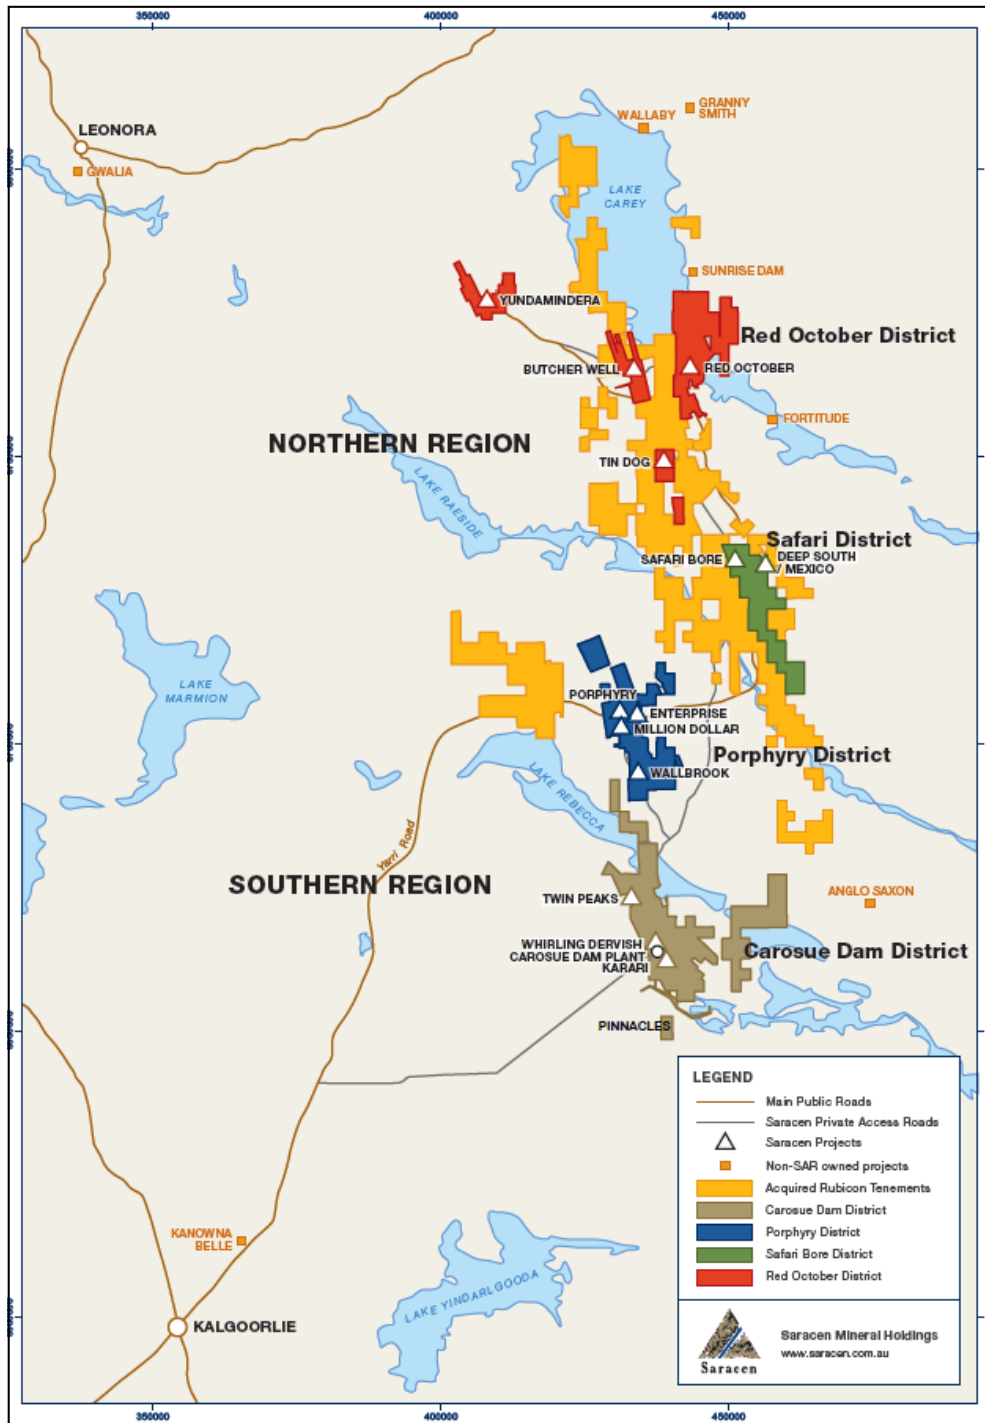 350000
400000
450000
GRANNY
SMITH
WALLABY
LEONORA
GWALIA
LAKE
CAREY
SUNRISE DAM
YUNDAMINDERA
Red October District
BUTCHER WELL
RED OCTOBER
FORTITUDE
NORTHERN REGION
TIN DOG
LAKE RAESIDE
Safari District
SAFARI BORE
DEEP SOUTH
/ MEXICO
LAKE
MARMION
PORPHYRY
ENTERPRISE
MILLION DOLLAR
Porphyry District
WALLBROOK
LAKE REBECCA
Yarri Road
SOUTHERN REGION
ANGLO SAXON
TWIN PEAKS
WHIRLING DERVISH
CAROSUE DAM PLANT
KARARI
Carosue Dam District
PINNACLES
LEGEND
Main Public Roads
Saracen Private Access Roads
Saracen Projects
Non-SAR owned projects
Acquired Rubicon Tenements
Carosue Dam District
Porphyry District
Safari Bore District
Red October District
KANOWNA
BELLE
LAKE YINDARLGOODA
KALGOORLIE
Saracen
Saracen Mineral Holdings
www.saracen.com.au
350000
400000
450000